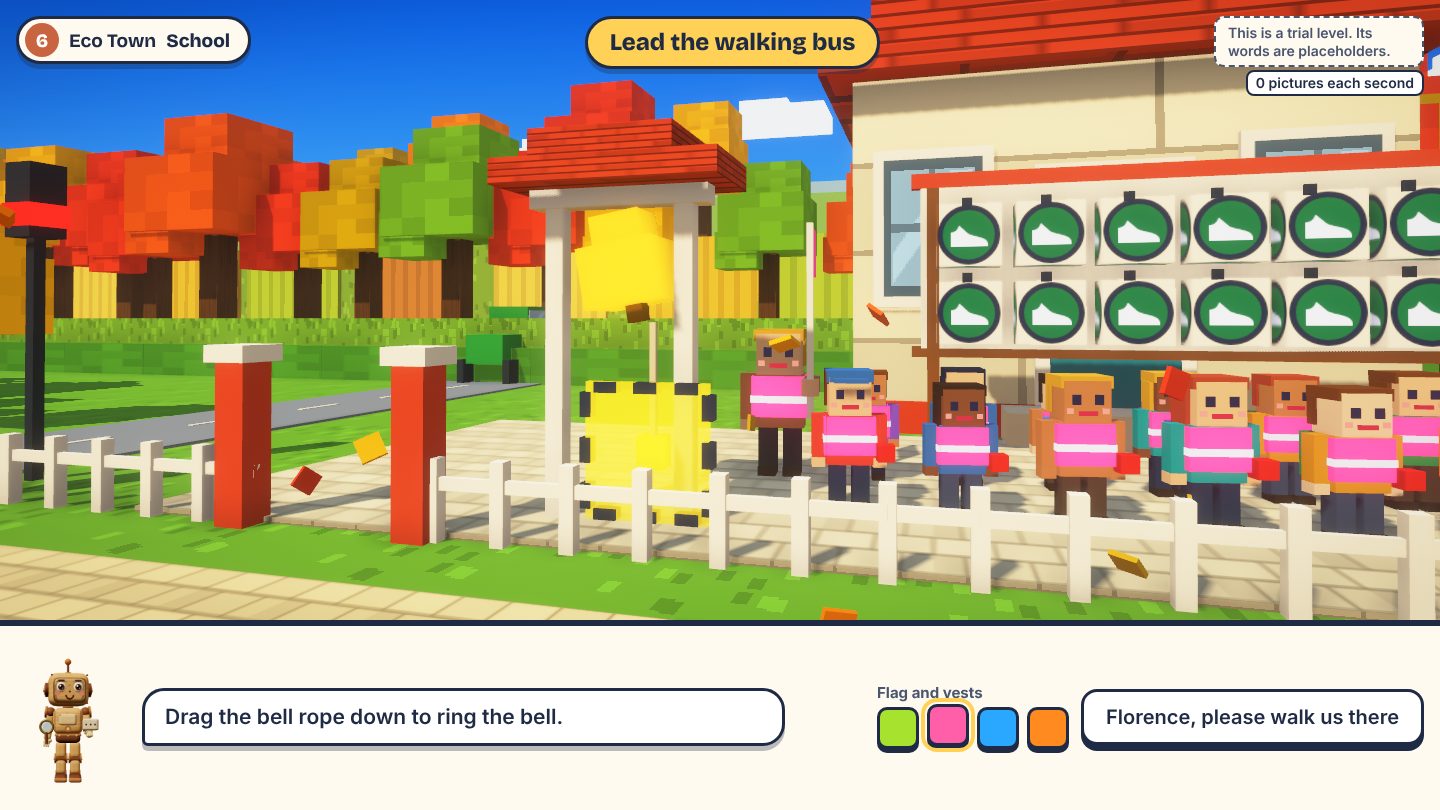 6 Eco Town School
Lead the walking bus
This is a trial level. Its
words are placeholders.
0 pictures each second
Drag the bell rope down to ring the bell.
Flag and vests
Florence, please walk us there